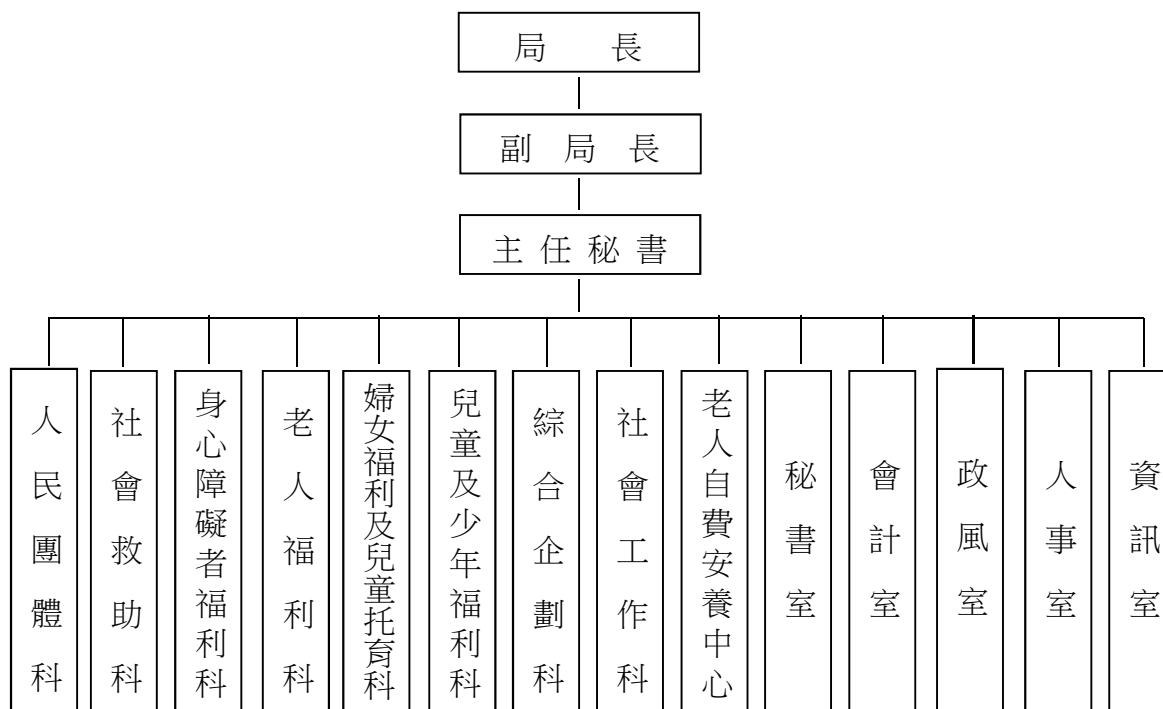 局長
副局長
主任秘書
人民團體科
社會救助科
身心障礙者福利科
老人福利科
婦女福利及兒童托育科
兒童及少年福利科
綜合企劃科
社會工作科
老人自費安養中心
秘書室
會計室
政風室
人事室
資訊室